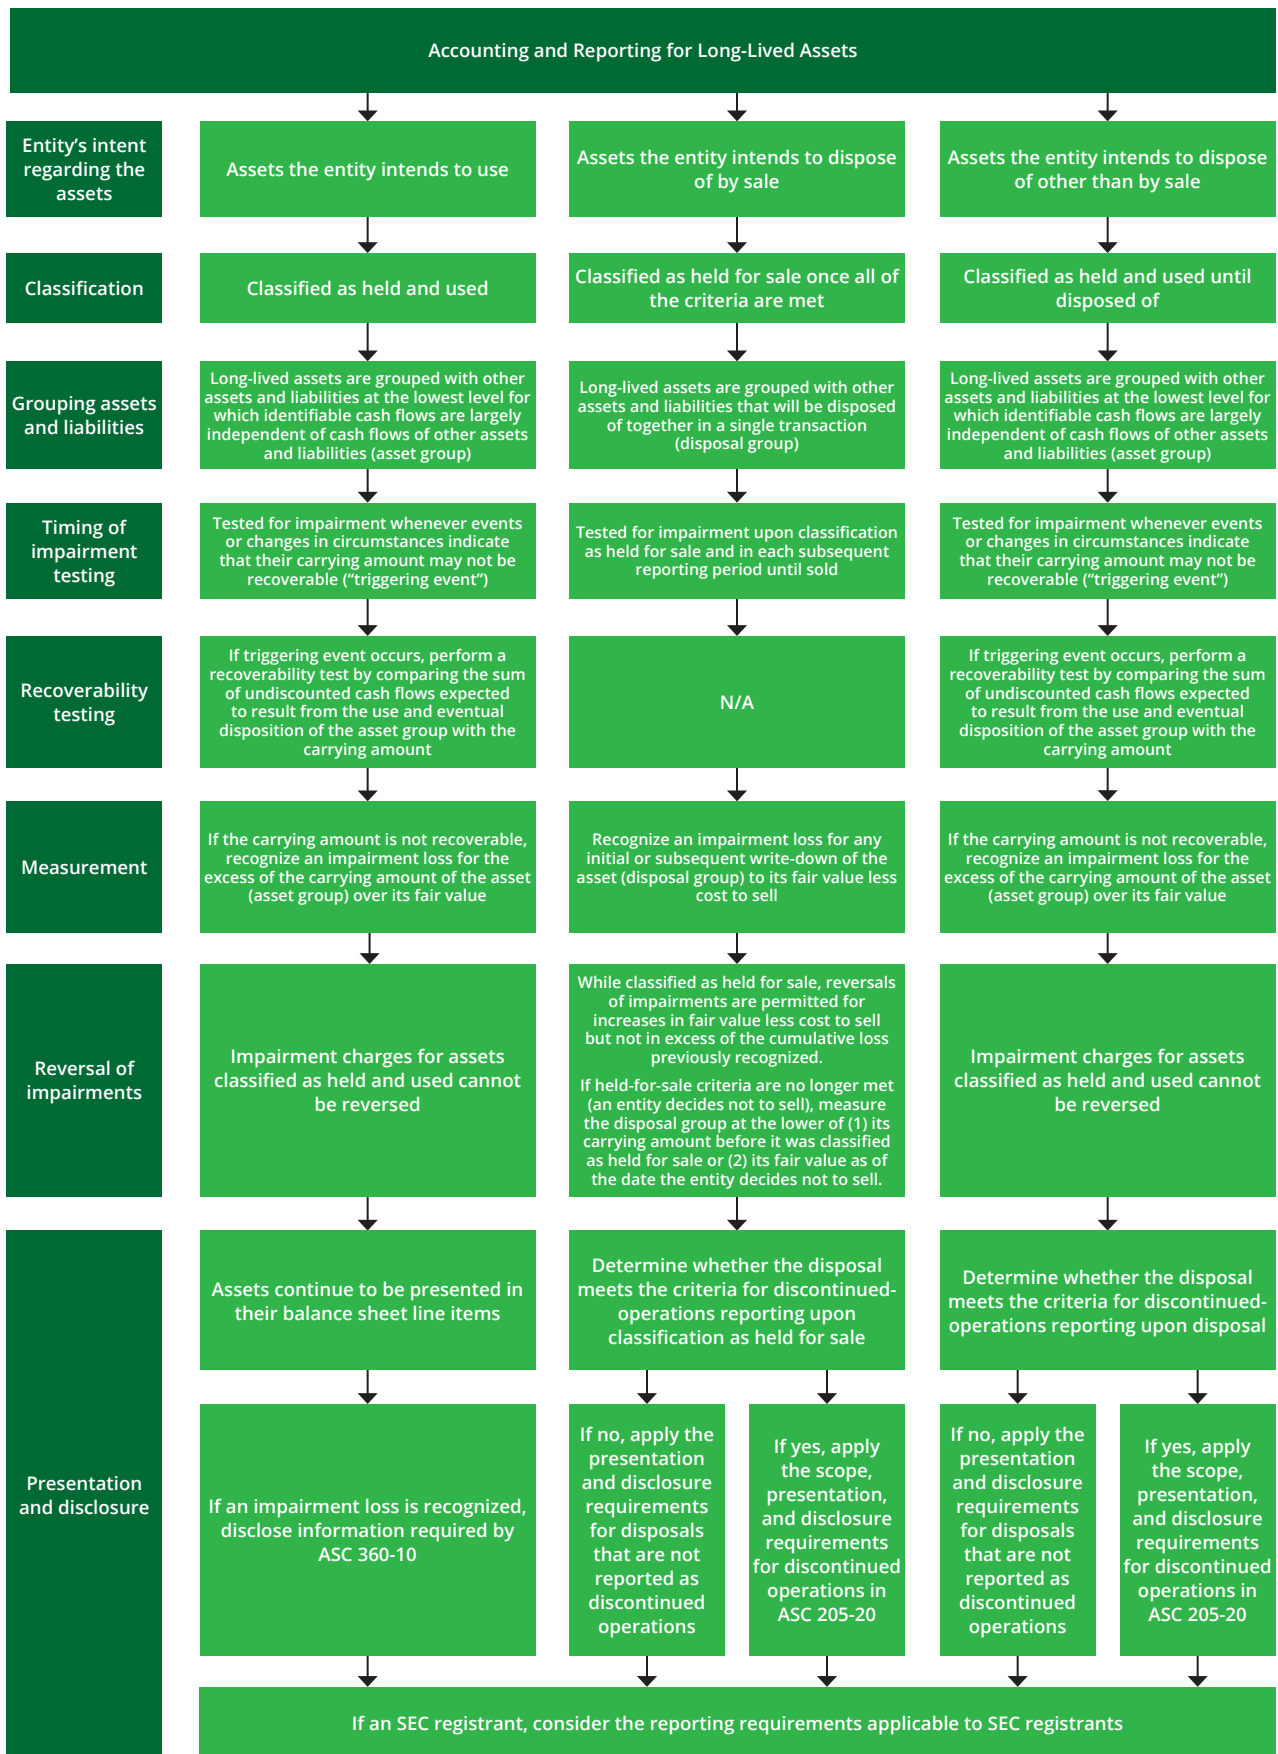 Accounting and Reporting for Long-Lived Assets
Entity’s intent
regarding the
assets
Assets the entity intends to use
Assets the entity intends to dispose
of by sale
Assets the entity intends to dispose
of other than by sale
Classification
Classified as held and used
Classified as held for sale once all of
the criteria are met
Classified as held and used until
disposed of
Grouping assets
and liabilities
Long-lived assets are grouped with other
assets and liabilities at the lowest level for
which identifiable cash flows are largely
independent of cash flows of other assets
and liabilities (asset group)
Long-lived assets are grouped with other
assets and liabilities that will be disposed
of together in a single transaction
(disposal group)
Long-lived assets are grouped with other
assets and liabilities at the lowest level for
which identifiable cash flows are largely
independent of cash flows of other assets
and liabilities (asset group)
Timing of
impairment
testing
Tested for impairment whenever events
or changes in circumstances indicate
that their carrying amount may not be
recoverable (“triggering event”)
Tested for impairment upon classification
as held for sale and in each subsequent
reporting period until sold
Tested for impairment whenever events
or changes in circumstances indicate
that their carrying amount may not be
recoverable (“triggering event”)
Recoverability
testing
If triggering event occurs, perform a
recoverability test by comparing the sum
of undiscounted cash flows expected
to result from the use and eventual
disposition of the asset group with the
carrying amount
N/A
If triggering event occurs, perform a
recoverability test by comparing the sum
of undiscounted cash flows expected
to result from the use and eventual
disposition of the asset group with the
carrying amount
Measurement
If the carrying amount is not recoverable,
recognize an impairment loss for the
excess of the carrying amount of the asset
(asset group) over its fair value
Recognize an impairment loss for any
initial or subsequent write-down of the
asset (disposal group) to its fair value less
cost to sell
If the carrying amount is not recoverable,
recognize an impairment loss for the
excess of the carrying amount of the asset
(asset group) over its fair value
Reversal of
impairments
Impairment charges for assets
classified as held and used cannot
be reversed
While classified as held for sale, reversals
of impairments are permitted for
increases in fair value less cost to sell
but not in excess of the cumulative loss
previously recognized.
If held-for-sale criteria are no longer met
(an entity decides not to sell), measure
the disposal group at the lower of (1) its
carrying amount before it was classified
as held for sale or (2) its fair value as of
the date the entity decides not to sell.
Impairment charges for assets
classified as held and used cannot
be reversed
Presentation
and disclosure
Assets continue to be presented in
their balance sheet line items
Determine whether the disposal
meets the criteria for discontinued-
operations reporting upon
classification as held for sale
Determine whether the disposal
meets the criteria for discontinued-
operations reporting upon disposal
If an impairment loss is recognized,
disclose information required by
ASC 360-10
If no, apply the
presentation
and disclosure
requirements
for disposals
that are not
reported as
discontinued
operations
If yes, apply
the scope,
presentation,
and disclosure
requirements
for discontinued
operations in
ASC 205-20
If no, apply the
presentation
and disclosure
requirements
for disposals
that are not
reported as
discontinued
operations
If yes, apply
the scope,
presentation,
and disclosure
requirements
for discontinued
operations in
ASC 205-20
If an SEC registrant, consider the reporting requirements applicable to SEC registrants